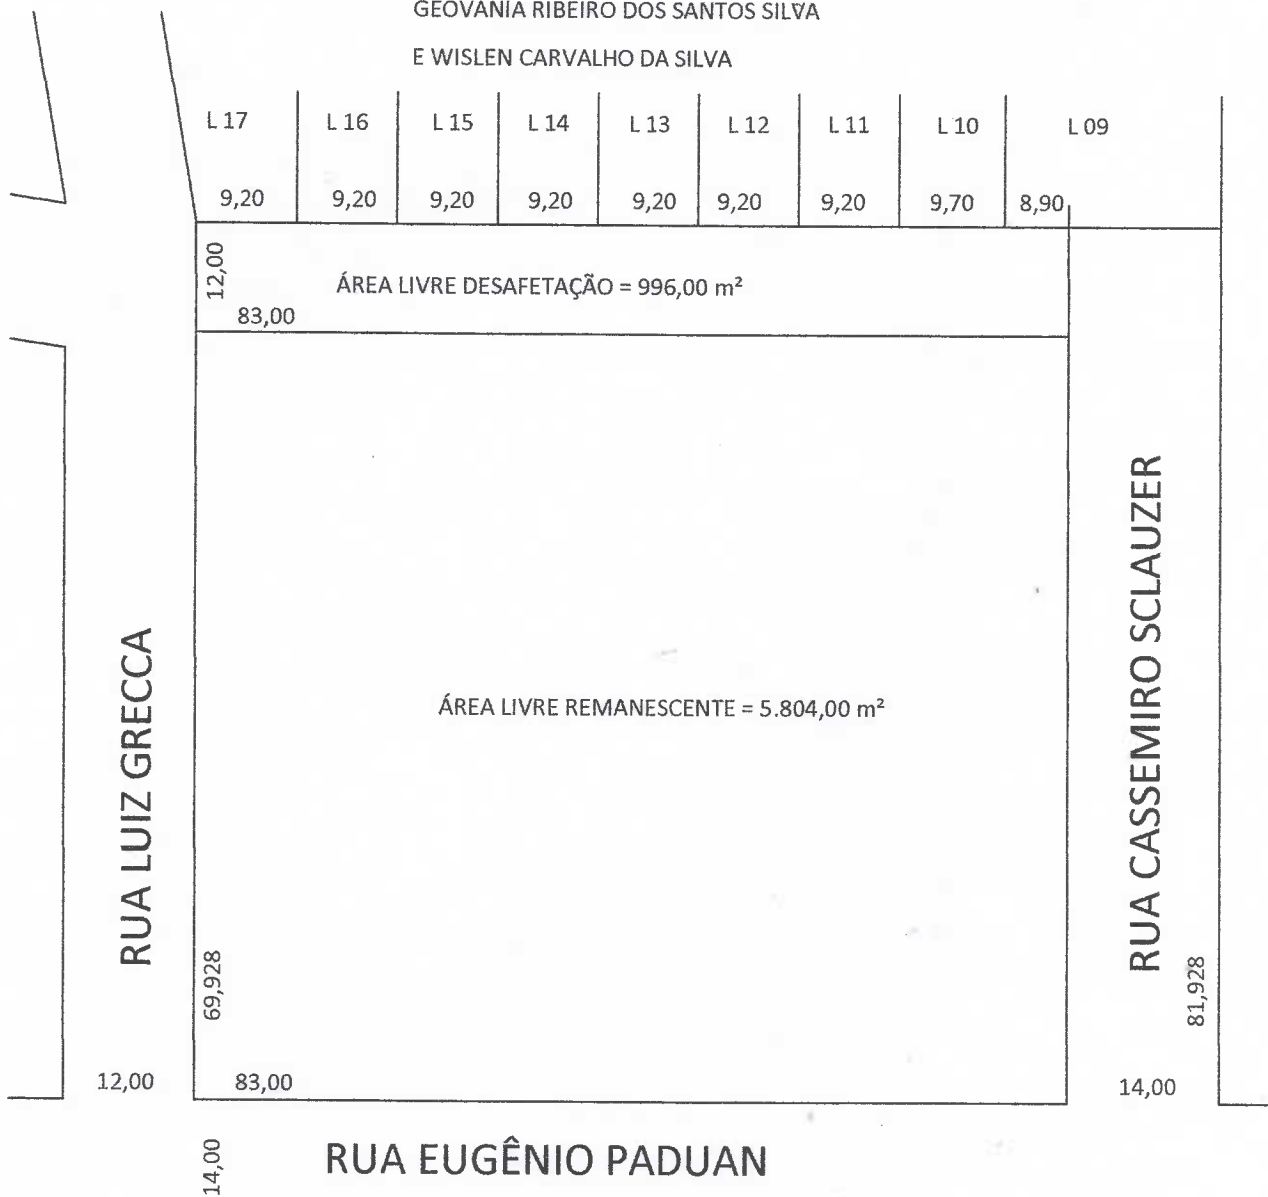 GEOVANIA RIBEIRO DOS SANTOS SILVA
E WISLEN CARVALHO DA SILVA
L 17 L 16 L 15 L 14 L 13 L 12 L 11 L 10 L 09
9,20 9,20 9,20 9,20 9,20 9,20 9,20 9,70 8,90
12,00
ÁREA LIVRE DESAFETAÇÃO = 996,00 m²
83,00
RUA CASSEMIRO SCLAUZER
RUA LUIZ GRECCA
ÁREA LIVRE REMANESCENTE = 5.804,00 m²
69,928
81,928
12,00
83,00
14,00
14,00
RUA EUGÊNIO PADUAN